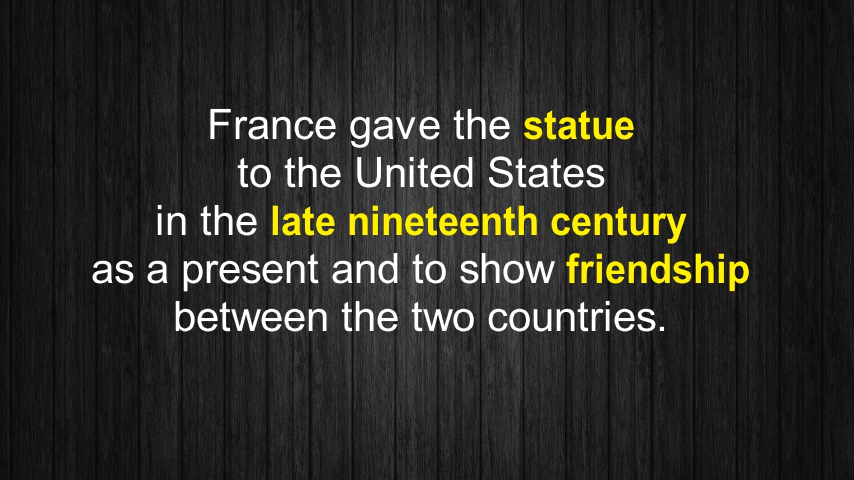 France gave the statue
to the United States
in the late nineteenth century
as a present and to show friendship
between the two countries.